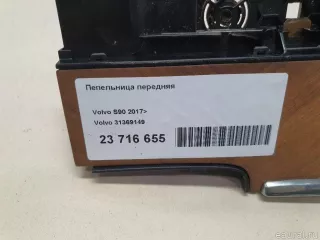 Пепельница передняя
Volvo S90 2017>
Volvo 31369149
23 716 655